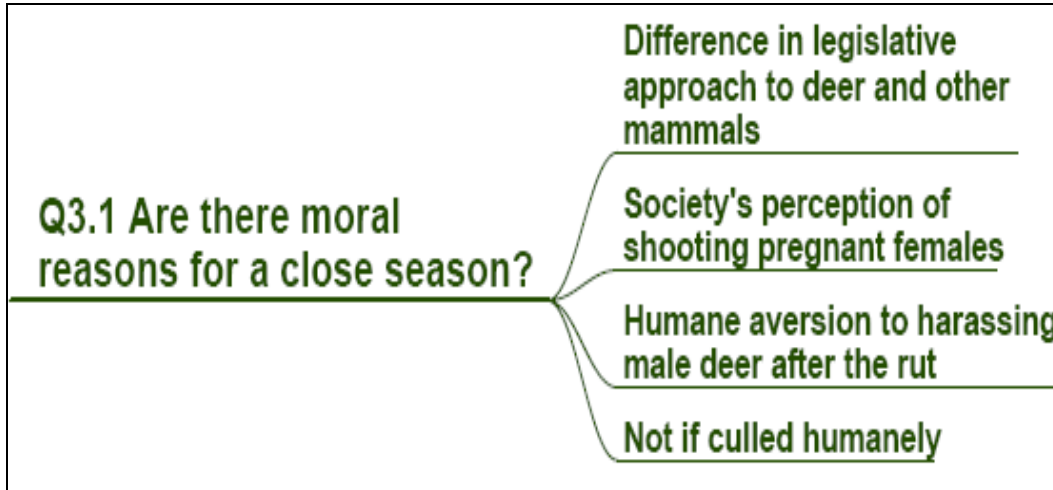 Q3.1 Are there moral
reasons for a close season?
Difference in legislative
approach to deer and other
mammals
Society's perception of
shooting pregnant females
Humane aversion to harassing
male deer after the rut
Not if culled humanely